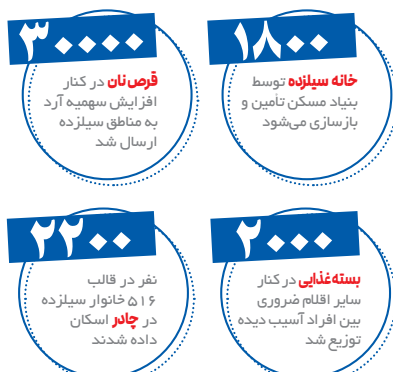 ۱۸۰۰
خانه سیلزده توسط
بنیاد مسکن تأمین و
بازسازی می‌شود
۳۰۰۰۰
قرص نان در کنار
افزایش سهمیه آرد
به مناطق سیلزده
ارسال شد
۲۰۰۰
بسته غذایی در کنار
سایر اقلام ضروری
بین افراد آسیب دیده
توزیع شد
۲۲۰۰
نفر در قالب
۵۱۶ خانوار سیلزده
در چادر اسکان
داده شدند